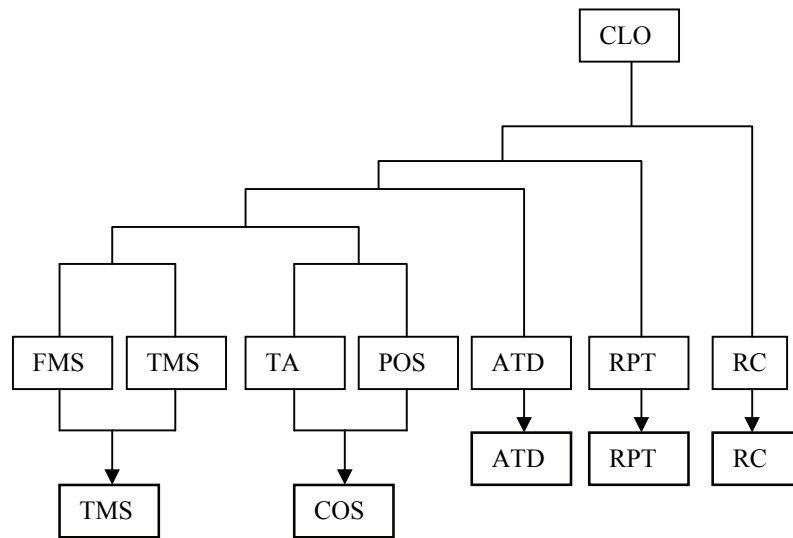 CLO
FMS TMS TA POS ATD RPT RC
ATD RPT RC
TMS COS